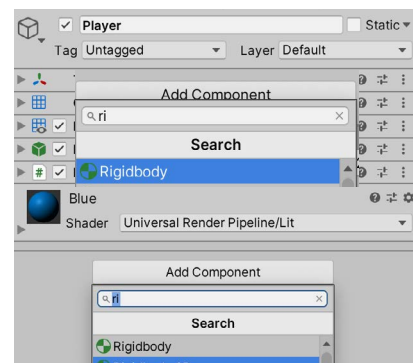 Player
Static
Tag Untagged Layer Default
Add Component
ri
Search
Rigidbody
Blue
Shader Universal Render Pipeline/Lit
Add Component
ri
Search
Rigidbody